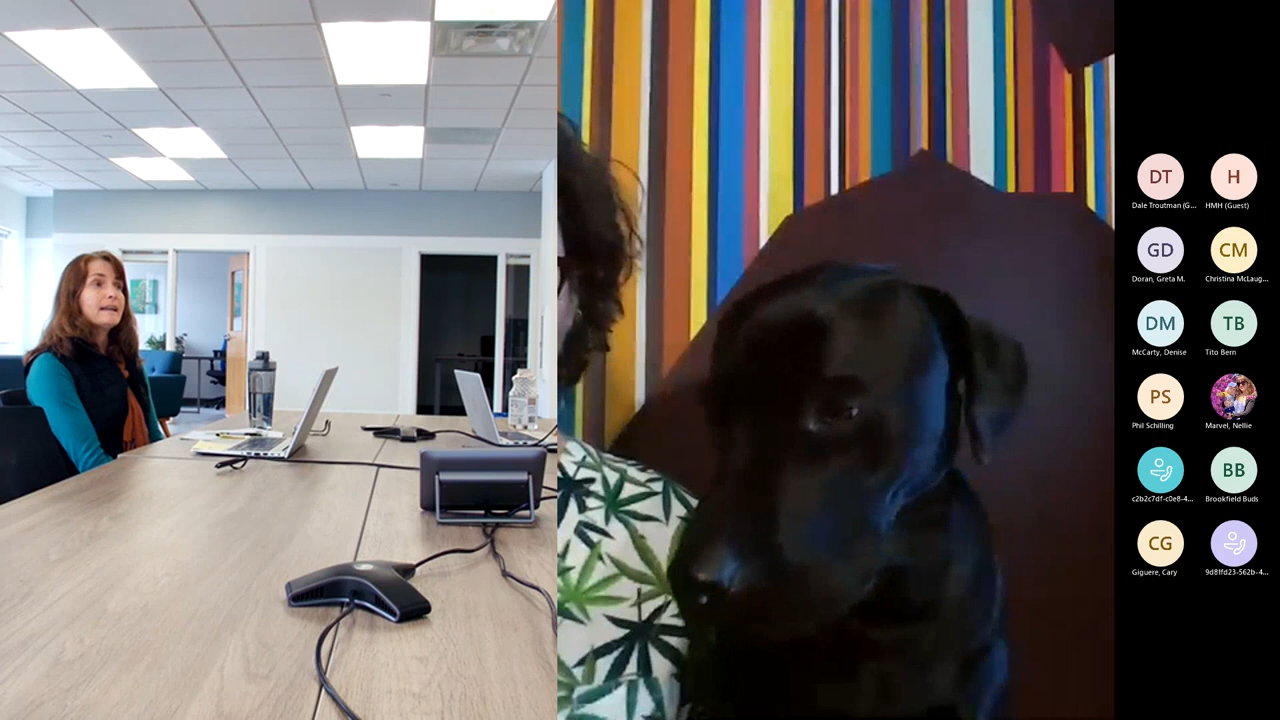 DT
H
Dale Troutman (G...
HMH (Guest)
GD
CM
Doran, Greta M.
Christina McLaug...
DM
TB
McCarty, Denise
Tito Bern
PS
Phil Schilling
Marvel, Nellie
BB
c2b2c7df-c0e8-4...
Brookfield Buds
CG
Giguere, Cary
9d81fd23-562b-4...